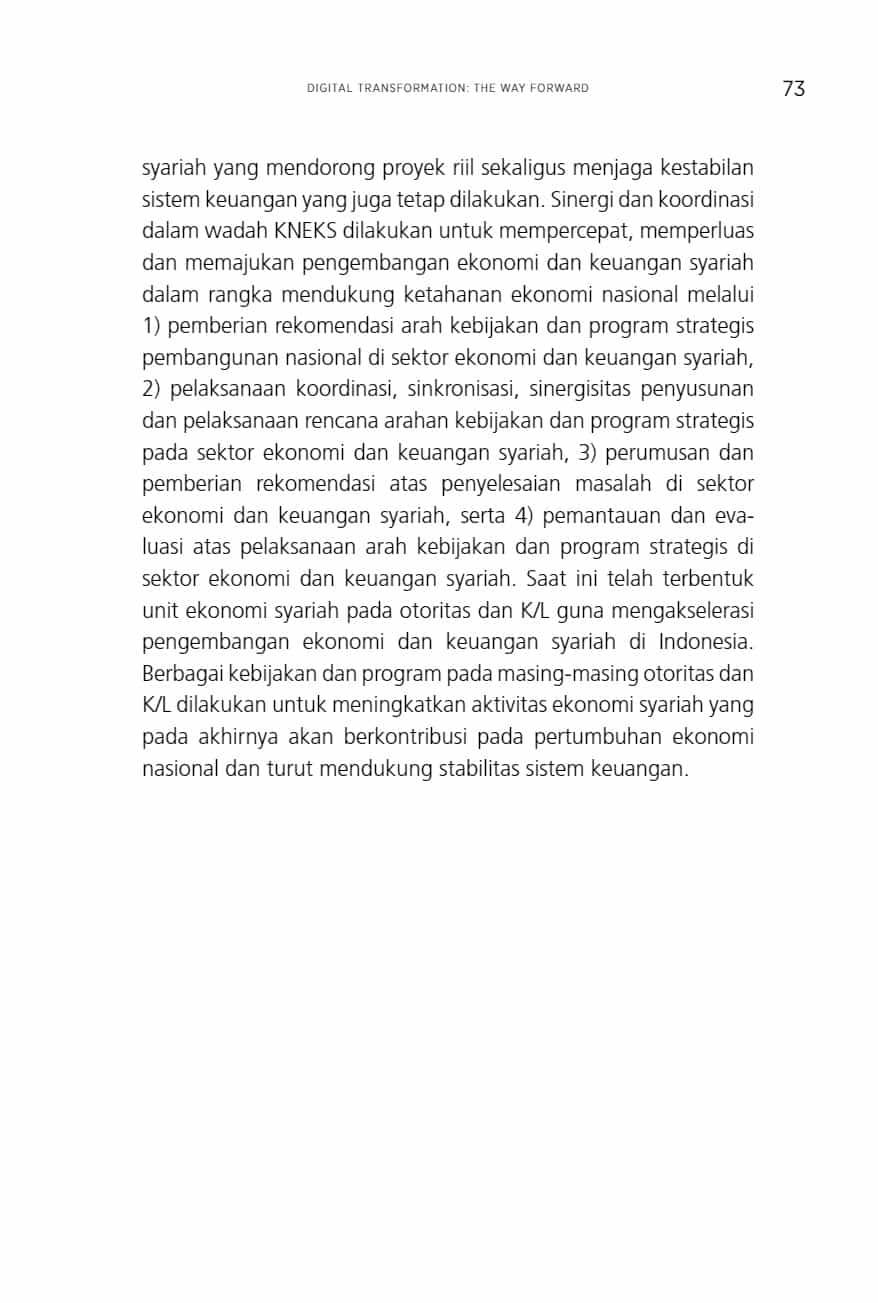 DIGITAL TRANSFORMATION: THE WAY FORWARD
73
syariah yang mendorong proyek riil sekaligus menjaga kestabilan
sistem keuangan yang juga tetap dilakukan. Sinergi dan koordinasi
dalam wadah KNEKS dilakukan untuk mempercepat, memperluas
dan memajukan pengembangan ekonomi dan keuangan syariah
dalam rangka mendukung ketahanan ekonomi nasional melalui
1) pemberian rekomendasi arah kebijakan dan program strategis
pembangunan nasional di sektor ekonomi dan keuangan syariah,
2) pelaksanaan koordinasi, sinkronisasi, sinergisitas penyusunan
dan pelaksanaan rencana arahan kebijakan dan program strategis
pada sektor ekonomi dan keuangan syariah, 3) perumusan dan
pemberian rekomendasi atas penyelesaian masalah di sektor
ekonomi dan keuangan syariah, serta 4) pemantauan dan eva-
luasi atas pelaksanaan arah kebijakan dan program strategis di
sektor ekonomi dan keuangan syariah. Saat ini telah terbentuk
unit ekonomi syariah pada otoritas dan K/L guna mengakselerasi
pengembangan ekonomi dan keuangan syariah di Indonesia.
Berbagai kebijakan dan program pada masing-masing otoritas dan
K/L dilakukan untuk meningkatkan aktivitas ekonomi syariah yang
pada akhirnya akan berkontribusi pada pertumbuhan ekonomi
nasional dan turut mendukung stabilitas sistem keuangan.